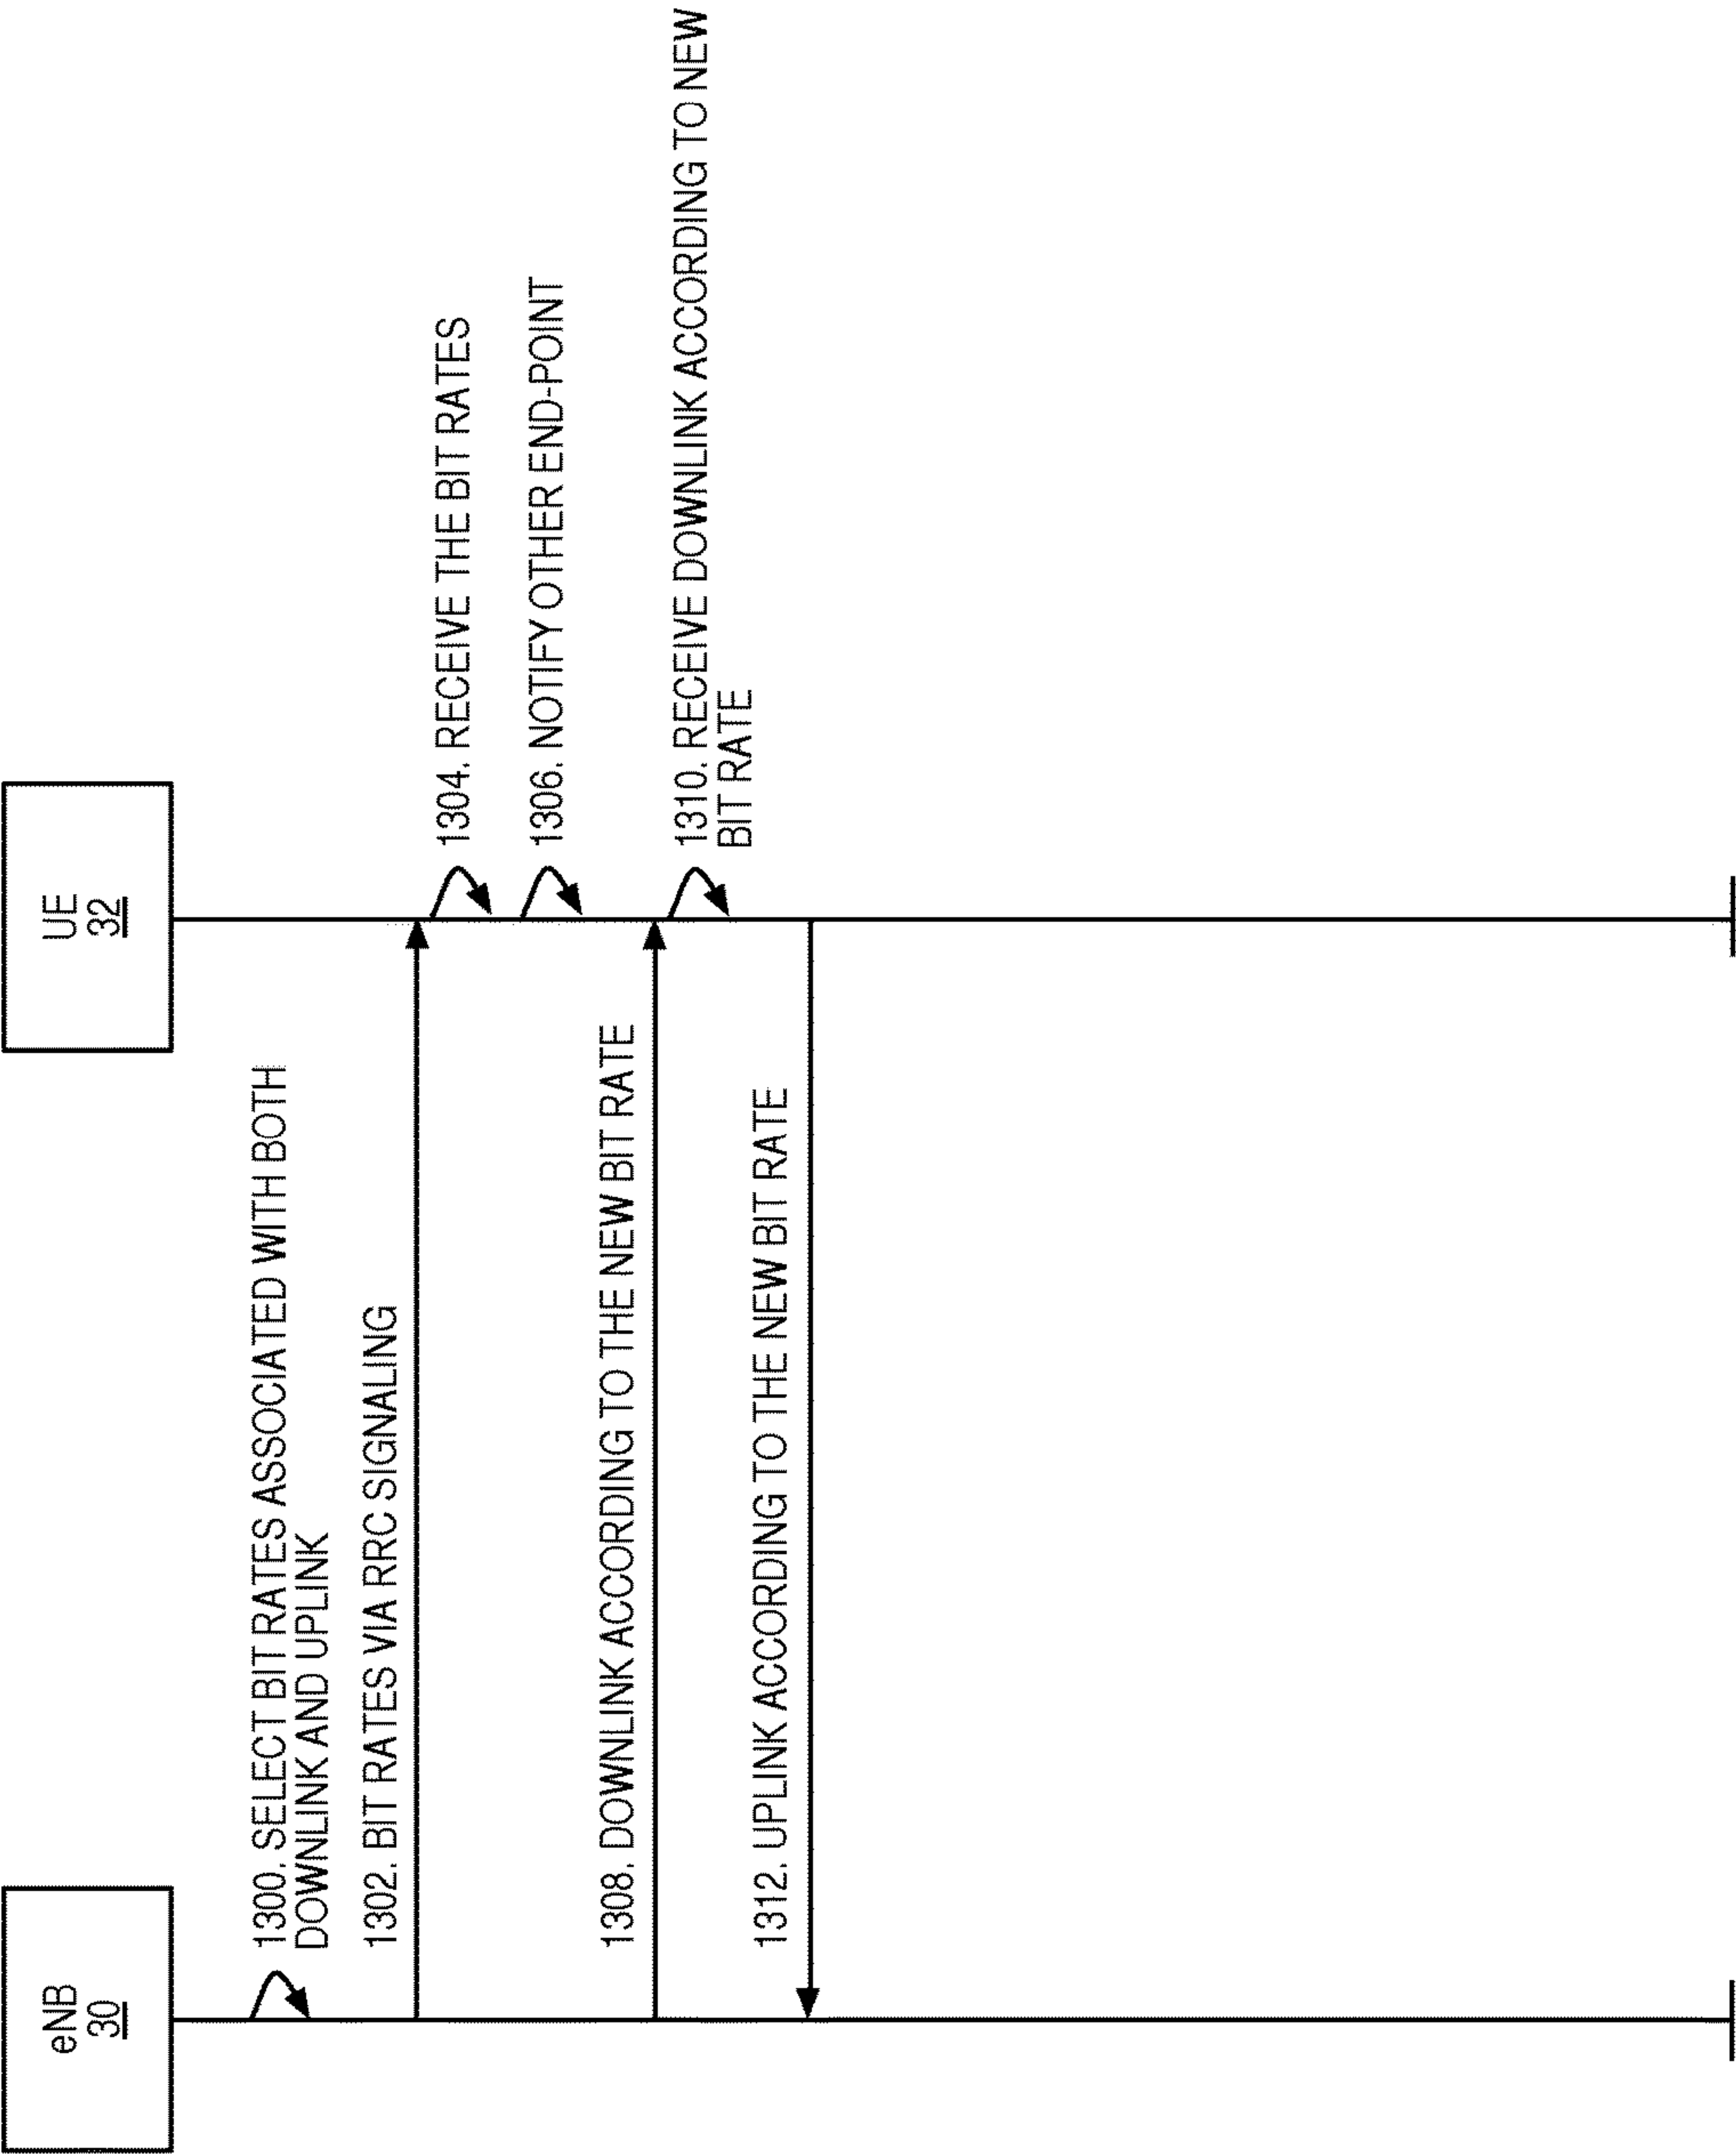 eNB
30
UE
32
1300. SELECT BIT RATES ASSOCIATED WITH BOTH
DOWNLINK AND UPLINK
1302. BIT RATES VIA RRC SIGNALING
1304. RECEIVE THE BIT RATES
1306. NOTIFY OTHER END-POINT
1308. DOWNLINK ACCORDING TO THE NEW BIT RATE
1310. RECEIVE DOWNLINK ACCORDING TO NEW
BIT RATE
1312. UPLINK ACCORDING TO THE NEW BIT RATE